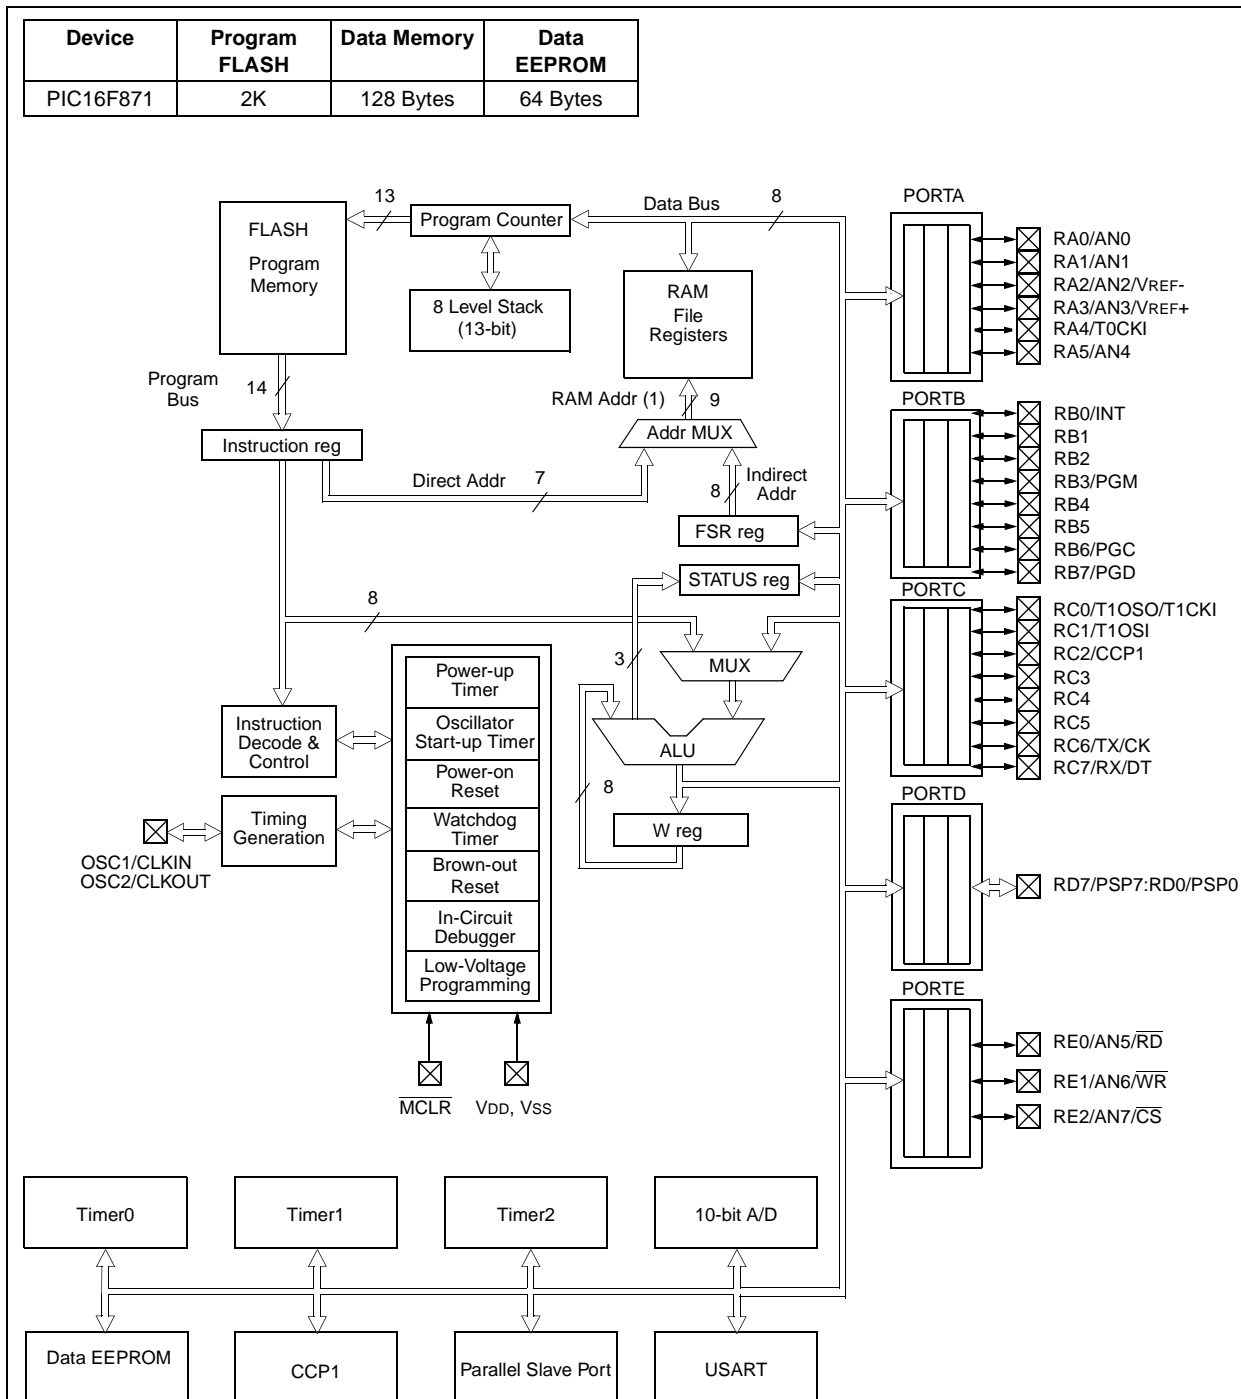 Device Program FLASH Data Memory Data EEPROM
PIC16F871 2K 128 Bytes 64 Bytes
FLASH
Program
Memory
13
Program Counter
Data Bus
8
8 Level Stack
(13-bit)
RAM
File
Registers
Program
Bus
14
RAM Addr (1)
9
Instruction reg
Addr MUX
Direct Addr
7
8
Indirect
Addr
FSR reg
STATUS reg
8
3
MUX
ALU
8
W reg
Power-up
Timer
Oscillator
Start-up Timer
Power-on
Reset
Watchdog
Timer
Brown-out
Reset
In-Circuit
Debugger
Low-Voltage
Programming
Instruction
Decode &
Control
Timing
Generation
OSC1/CLKIN
OSC2/CLKOUT
MCLR
VDD, VSS
PORTA
RA0/AN0
RA1/AN1
RA2/AN2/VREF-
RA3/AN3/VREF+
RA4/T0CKI
RA5/AN4
PORTB
RB0/INT
RB1
RB2
RB3/PGM
RB4
RB5
RB6/PGC
RB7/PGD
PORTC
RC0/T1OSO/T1CKI
RC1/T1OSI
RC2/CCP1
RC3
RC4
RC5
RC6/TX/CK
RC7/RX/DT
PORTD
RD7/PSP7:RD0/PSP0
PORTE
RE0/AN5/RD
RE1/AN6/WR
RE2/AN7/CS
Timer0
Timer1
Timer2
10-bit A/D
Data EEPROM
CCP1
Parallel Slave Port
USART